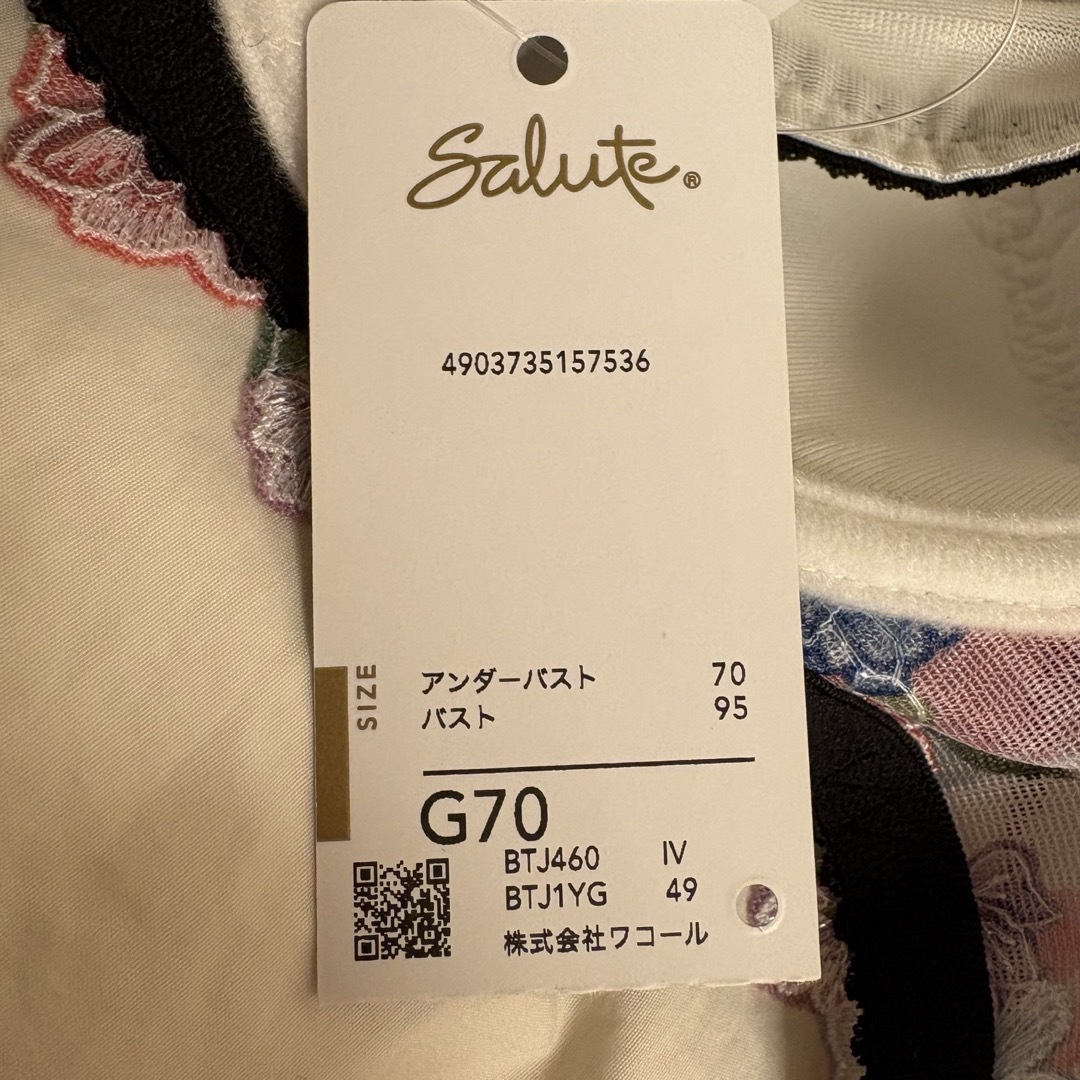 Salute®
4903735157536
SIZE
アンダーバスト 70
バスト 95
G70
BTJ460 IV
BTJ1YG 49
株式会社ワコール